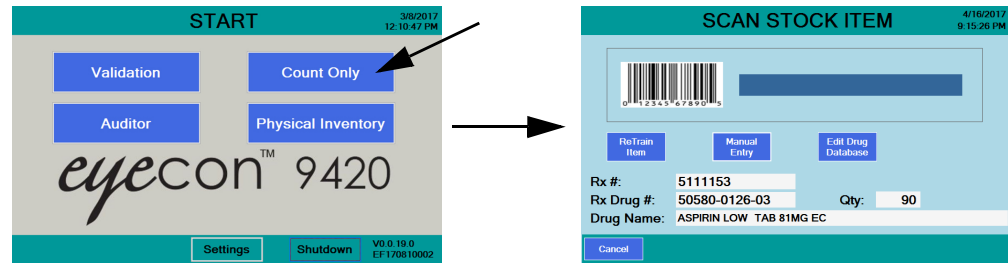 START
3/8/2017
12:10:47 PM
Validation
Count Only
Auditor
Physical Inventory
eyecon™ 9420
Settings
Shutdown
V0.0.19.0
EF170810002
SCAN STOCK ITEM
4/16/2017
9:15:26 PM
0 12345 67890 5
ReTrain
Item
Manual
Entry
Edit Drug
Database
Rx #: 5111153
Rx Drug #: 50580-0126-03 Qty: 90
Drug Name: ASPIRIN LOW TAB 81MG EC
Cancel